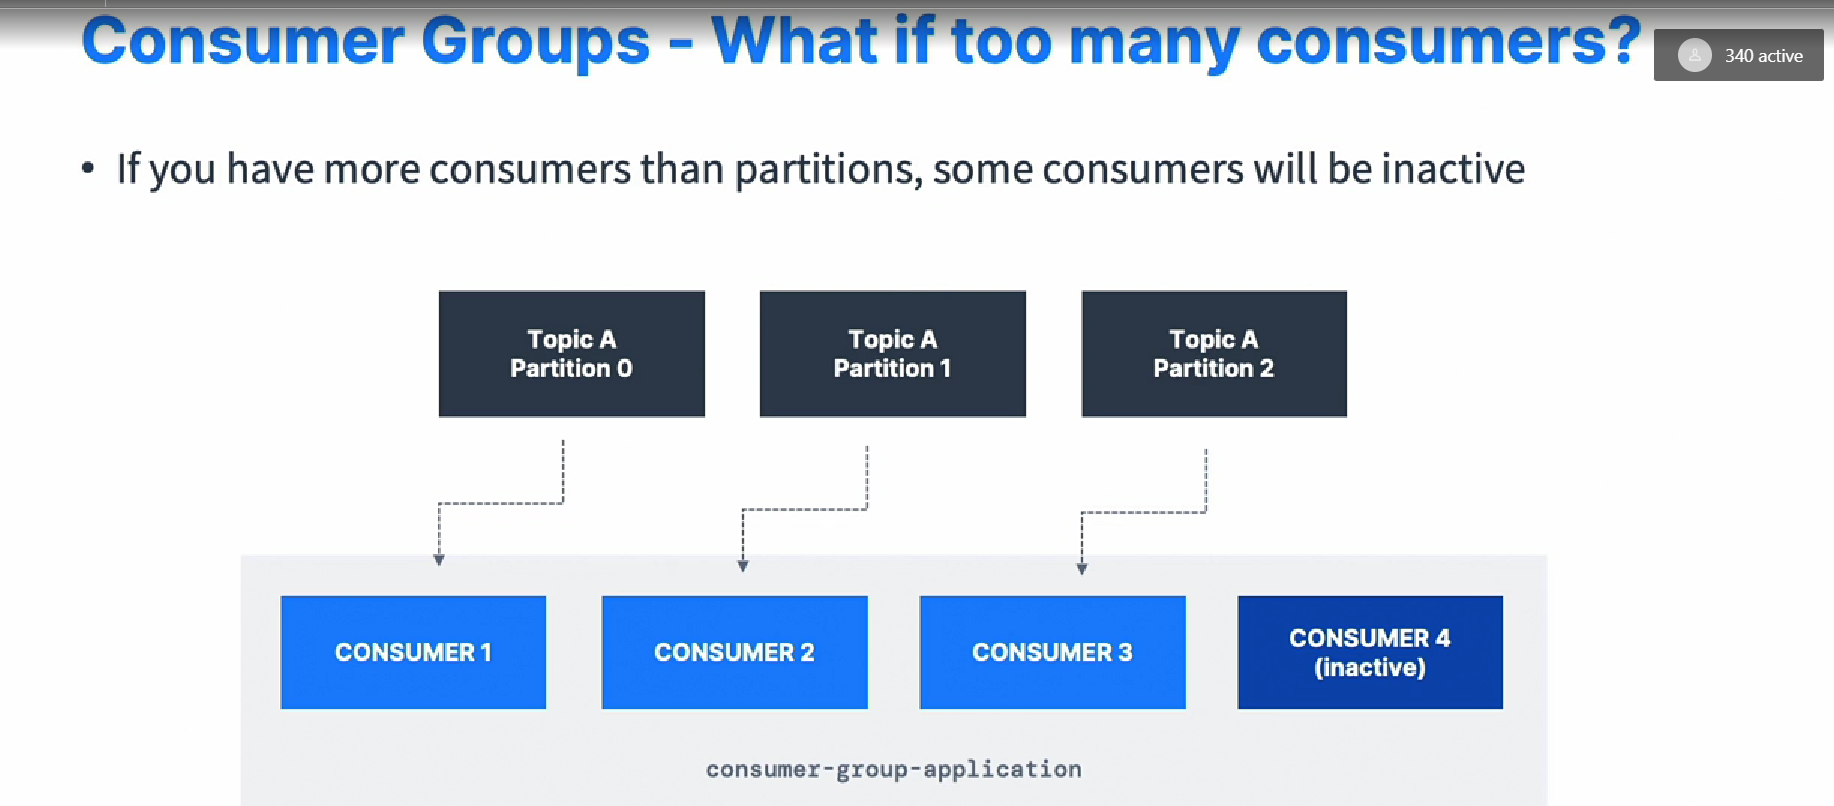 Consumer Groups - What if too many consumers?
340 active
• If you have more consumers than partitions, some consumers will be inactive
Topic A
Partition 0
Topic A
Partition 1
Topic A
Partition 2
CONSUMER 1
CONSUMER 2
CONSUMER 3
CONSUMER 4
(inactive)
consumer-group-application